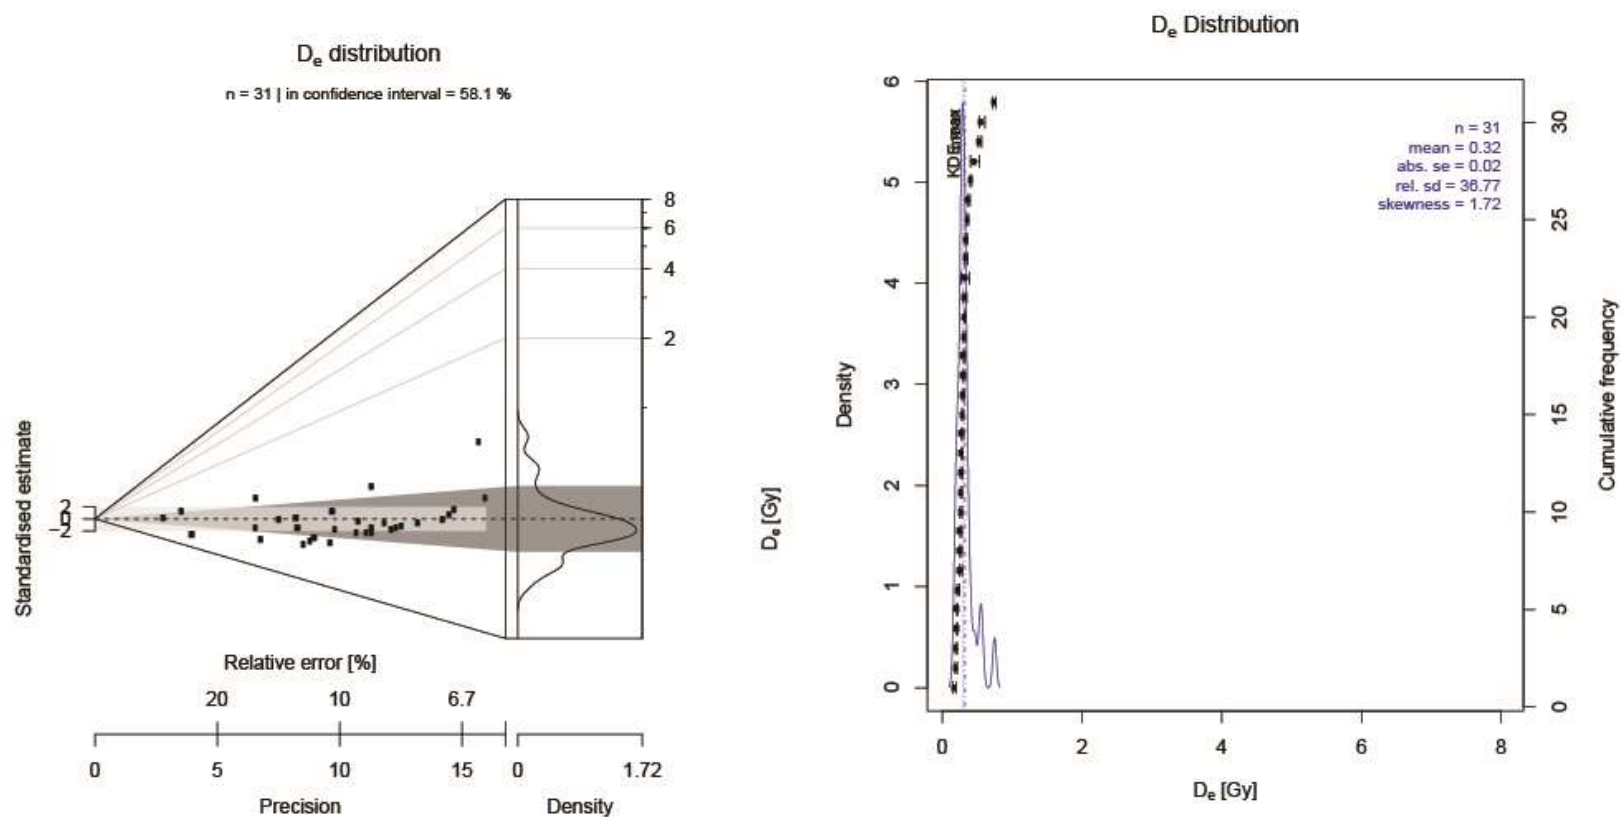 Dₑ distribution
n = 31 | in confidence interval = 58.1 %
8
6
4
2
Standardised estimate
2
0
−2
Dₑ [Gy]
Relative error [%]
20 10 6.7
0 5 10 15 0 1.72
Precision Density
Dₑ Distribution
6
5
4
3
2
1
0
Density
n = 31
mean = 0.32
abs. se = 0.02
rel. sd = 36.77
skewness = 1.72
30
25
20
15
10
5
0
Cumulative frequency
0 2 4 6 8
Dₑ [Gy]